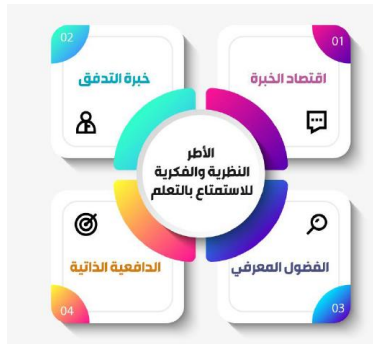 01
اقتصاد الخبرة
02
خبرة التدفق
الأطر
النظرية والفكرية
للاستمتاع بالتعلم
الفضول المعرفي
03
الدافعية الذاتية
04